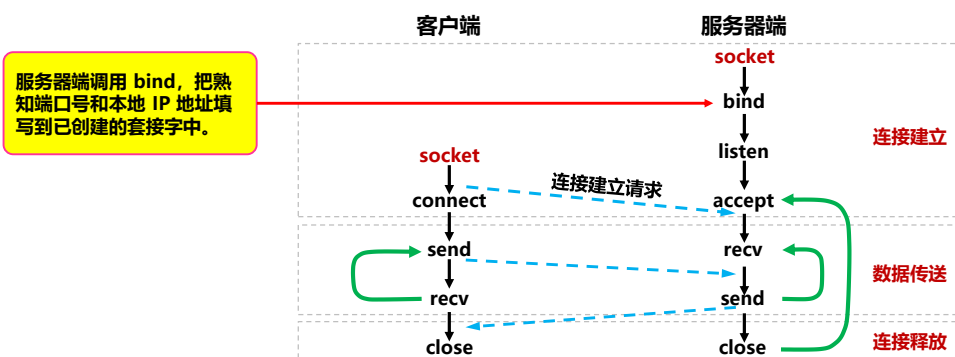 客户端
服务器端
socket
服务器端调用 bind，把熟
知端口号和本地 IP 地址填
写到已创建的套接字中。
bind
连接建立
listen
socket
连接建立请求
connect
accept
send
recv
数据传送
recv
send
连接释放
close
close